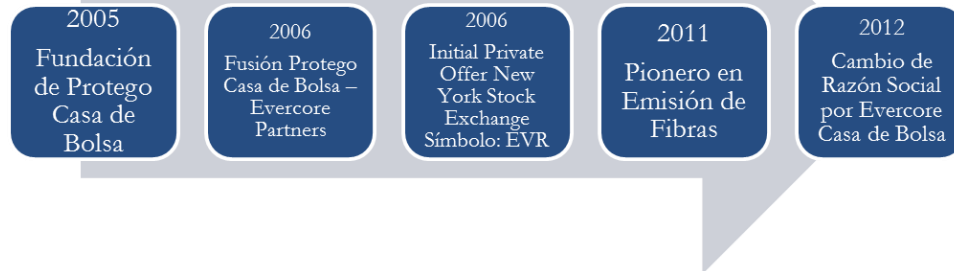 2005
Fundación
de Protego
Casa de
Bolsa
2006
Fusión Protego
Casa de Bolsa –
Evercore
Partners
2006
Initial Private
Offer New
York Stock
Exchange
Símbolo: EVR
2011
Pionero en
Emisión de
Fibras
2012
Cambio de
Razón Social
por Evercore
Casa de Bolsa